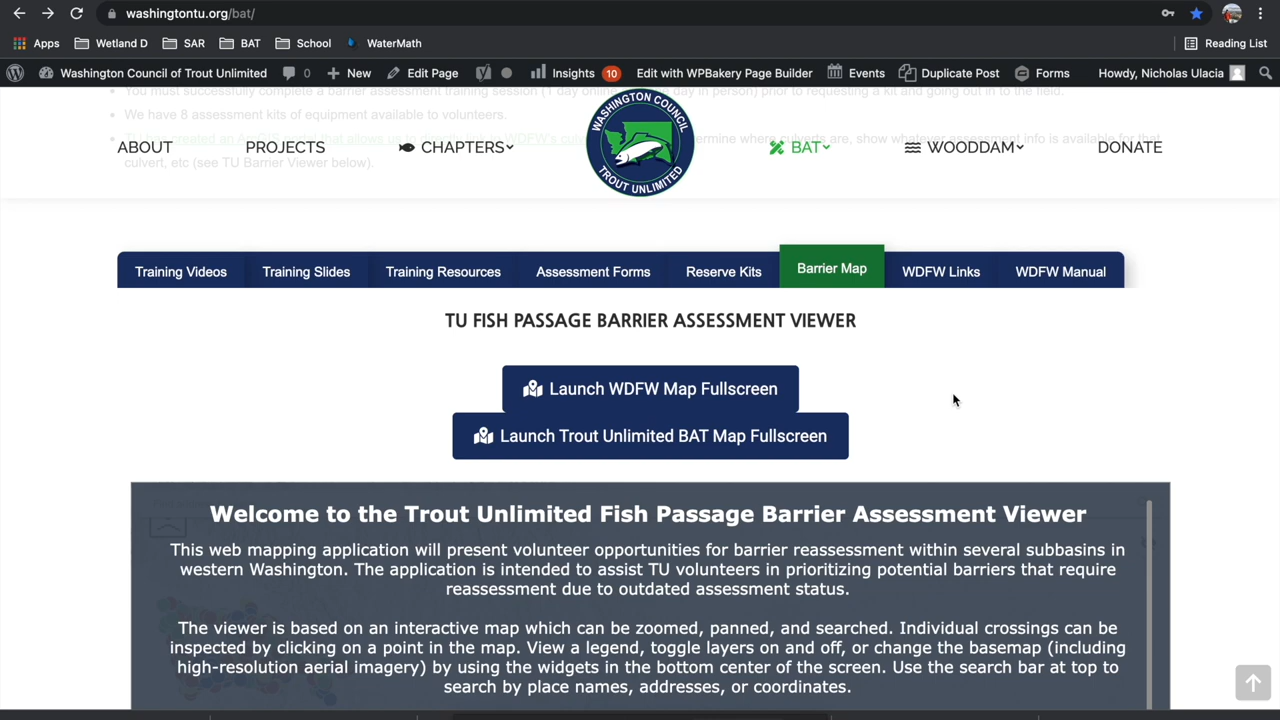 washingtontu.org/bat/
Apps Wetland D SAR BAT School WaterMath Reading List
Washington Council of Trout Unlimited 0 New Edit Page Insights 10 Edit with WPBakery Page Builder Events Duplicate Post Forms Howdy, Nicholas Ulacia
You must successfully complete a barrier assessment training session (1 day online day in person) prior to requesting a kit and going out in to the field.
We have 8 assessment kits of equipment available to volunteers.
created an that allows us to directly link to WDFW's determine where culverts are, show whatever assessment info is available for that
culvert, etc (see TU Barrier Viewer below).
ABOUT PROJECTS CHAPTERS WASHINGTON COUNCIL TROUT UNLIMITED BAT WOODDAM DONATE
Training Videos Training Slides Training Resources Assessment Forms Reserve Kits Barrier Map WDFW Links WDFW Manual
TU FISH PASSAGE BARRIER ASSESSMENT VIEWER
Launch WDFW Map Fullscreen
Launch Trout Unlimited BAT Map Fullscreen
Welcome to the Trout Unlimited Fish Passage Barrier Assessment Viewer
This web mapping application will present volunteer opportunities for barrier reassessment within several subbasins in
western Washington. The application is intended to assist TU volunteers in prioritizing potential barriers that require
reassessment due to outdated assessment status.
The viewer is based on an interactive map which can be zoomed, panned, and searched. Individual crossings can be
inspected by clicking on a point in the map. View a legend, toggle layers on and off, or change the basemap (including
high-resolution aerial imagery) by using the widgets in the bottom center of the screen. Use the search bar at top to
search by place names, addresses, or coordinates.